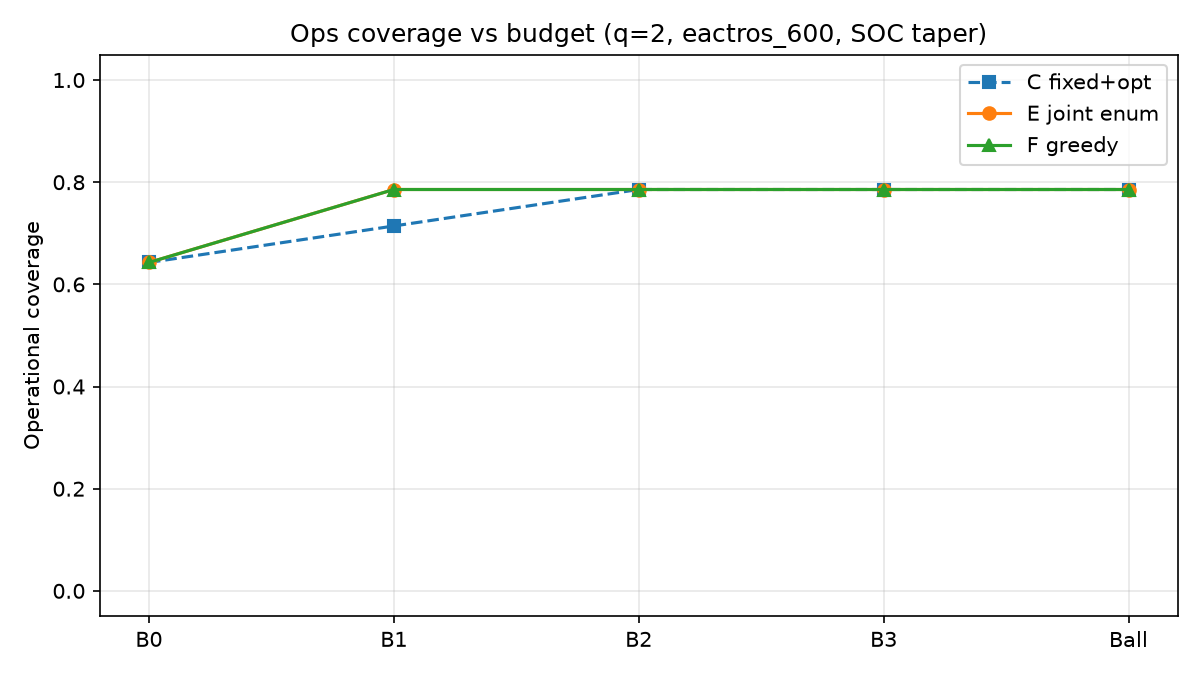 Ops coverage vs budget (q=2, eactros_600, SOC taper)
C fixed+opt
E joint enum
F greedy
Operational coverage
1.0
0.8
0.6
0.4
0.2
0.0
B0 B1 B2 B3 Ball